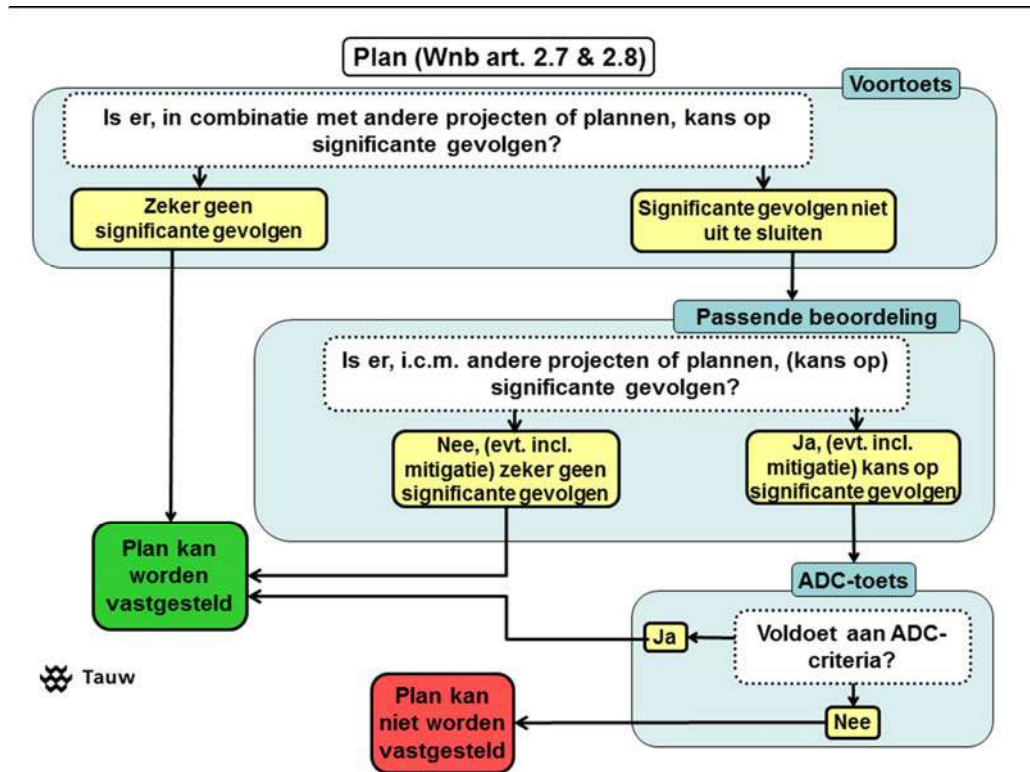 Plan (Wnb art. 2.7 & 2.8)
Voortoets
Is er, in combinatie met andere projecten of plannen, kans op
significante gevolgen?
Zeker geen
significante gevolgen
Significante gevolgen niet
uit te sluiten
Passende beoordeling
Is er, i.c.m. andere projecten of plannen, (kans op)
significante gevolgen?
Nee, (evt. incl.
mitigatie) zeker geen
significante gevolgen
Ja, (evt. incl.
mitigatie) kans op
significante gevolgen
Plan kan
worden
vastgesteld
ADC-toets
Ja
Voldoet aan ADC-
criteria?
Tauw
Plan kan
niet worden
vastgesteld
Nee